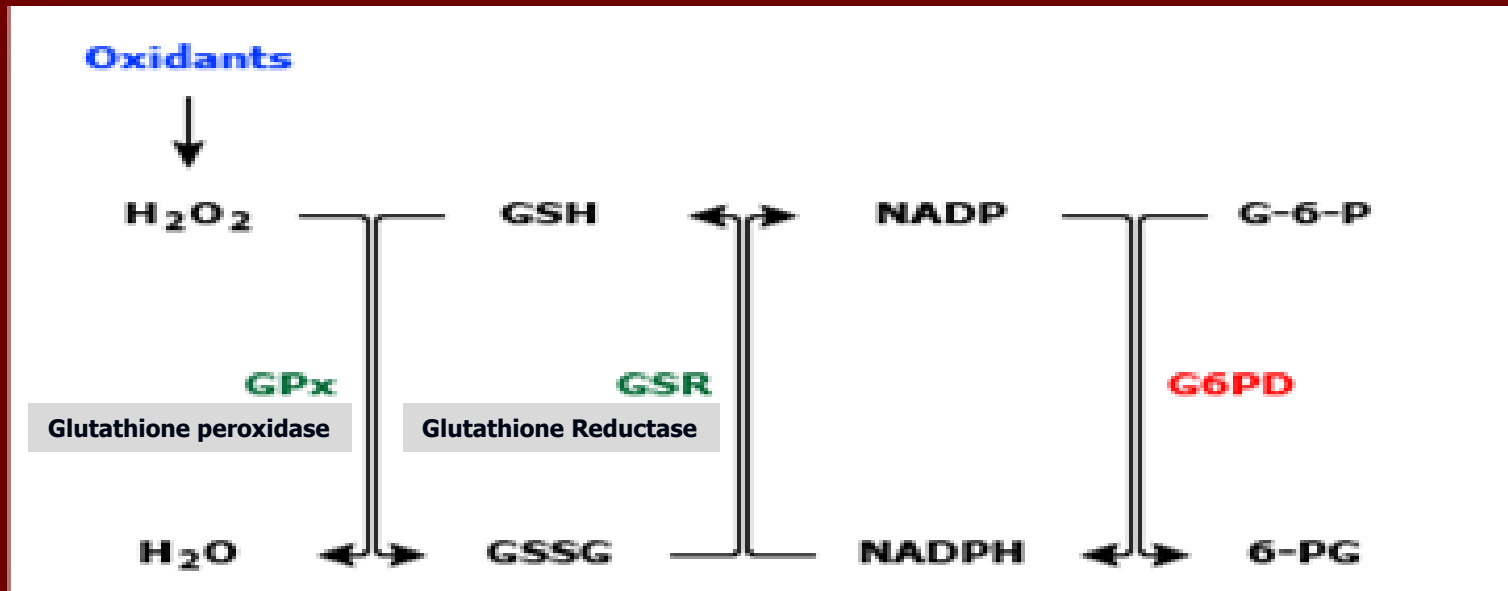 Oxidants
H2O2 GSH NADP G-6-P
GPx GSR G6PD
Glutathione peroxidase Glutathione Reductase
H2O GSSG NADPH 6-PG